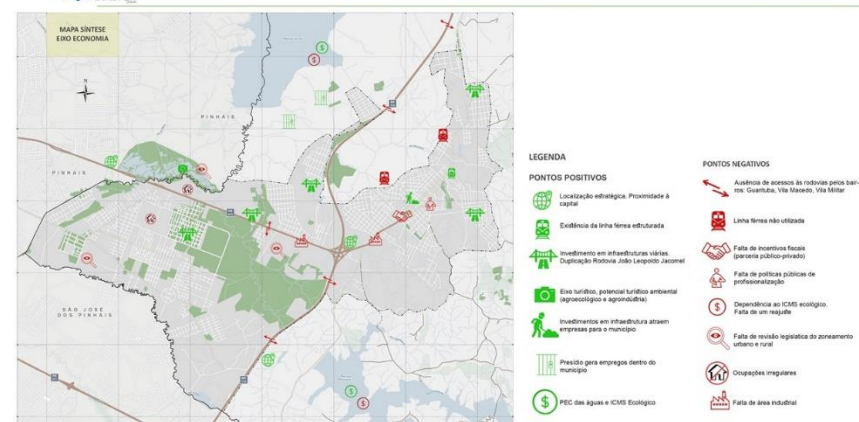 MAPA SÍNTESE
EIXO ECONOMIA
N
PINHAIS
PINHAIS
SÃO JOSÉ
DOS PINHAIS
LEGENDA
PONTOS POSITIVOS
Localização estratégica. Proximidade à
capital
Existência da linha férrea estruturada
Investimento em infraestruturas viárias.
Duplicação Rodovia João Leopoldo Jacomel
Eixo turístico, potencial turístico ambiental
(agroecológico e agroindústria)
Investimentos em infraestrutura atraem
empresas para o município
Presídio gera empregos dentro do
município
PEC das águas e ICMS Ecológico
PONTOS NEGATIVOS
Ausência de acessos às rodovias pelos bair-
ros: Guarituba, Vila Macedo, Vila Militar
Linha férrea não utilizada
Falta de incentivos fiscais
(parceria público-privado)
Falta de políticas públicas de
profissionalização
Dependência ao ICMS ecológico.
Falta de um reajuste
Falta de revisão legislativa do zoneamento
urbano e rural
Ocupações irregulares
Falta de área industrial